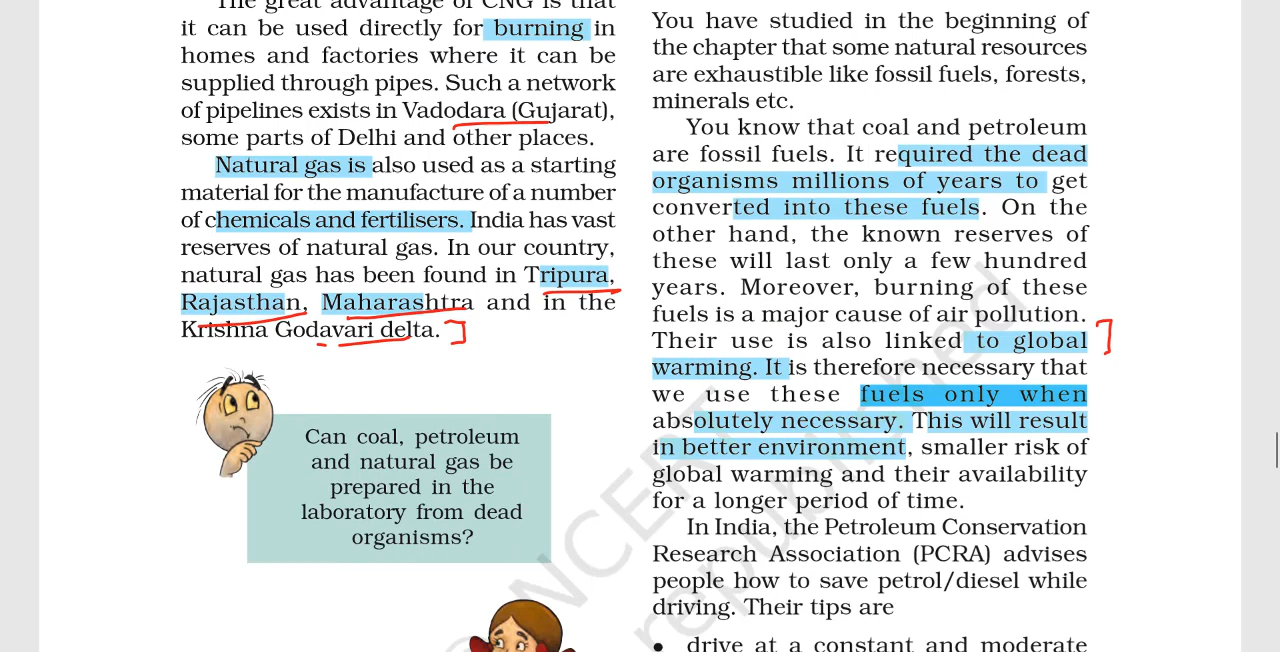 The great advantage of CNG is that
it can be used directly for burning in
homes and factories where it can be
supplied through pipes. Such a network
of pipelines exists in Vadodara (Gujarat),
some parts of Delhi and other places.
Natural gas is also used as a starting
material for the manufacture of a number
of chemicals and fertilisers. India has vast
reserves of natural gas. In our country,
natural gas has been found in Tripura,
Rajasthan, Maharashtra and in the
Krishna Godavari delta.
Can coal, petroleum
and natural gas be
prepared in the
laboratory from dead
organisms?
You have studied in the beginning of
the chapter that some natural resources
are exhaustible like fossil fuels, forests,
minerals etc.
You know that coal and petroleum
are fossil fuels. It required the dead
organisms millions of years to get
converted into these fuels. On the
other hand, the known reserves of
these will last only a few hundred
years. Moreover, burning of these
fuels is a major cause of air pollution.
Their use is also linked to global
warming. It is therefore necessary that
we use these fuels only when
absolutely necessary. This will result
in better environment, smaller risk of
global warming and their availability
for a longer period of time.
In India, the Petroleum Conservation
Research Association (PCRA) advises
people how to save petrol/diesel while
driving. Their tips are
• drive at a constant and moderate
NCERT
republished